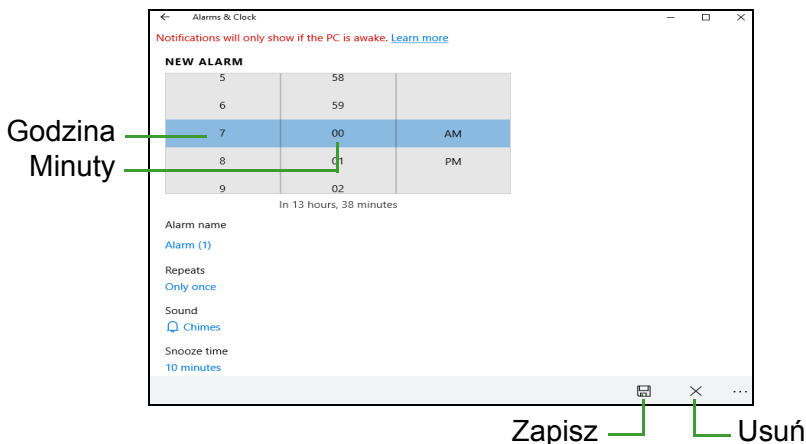 Alarms & Clock
Notifications will only show if the PC is awake. Learn more
NEW ALARM
5 58
6 59
Godzina
7 00 AM
Minuty
8 01 PM
9 02
In 13 hours, 38 minutes
Alarm name
Alarm (1)
Repeats
Only once
Sound
Chimes
Snooze time
10 minutes
...
Zapisz Usuń